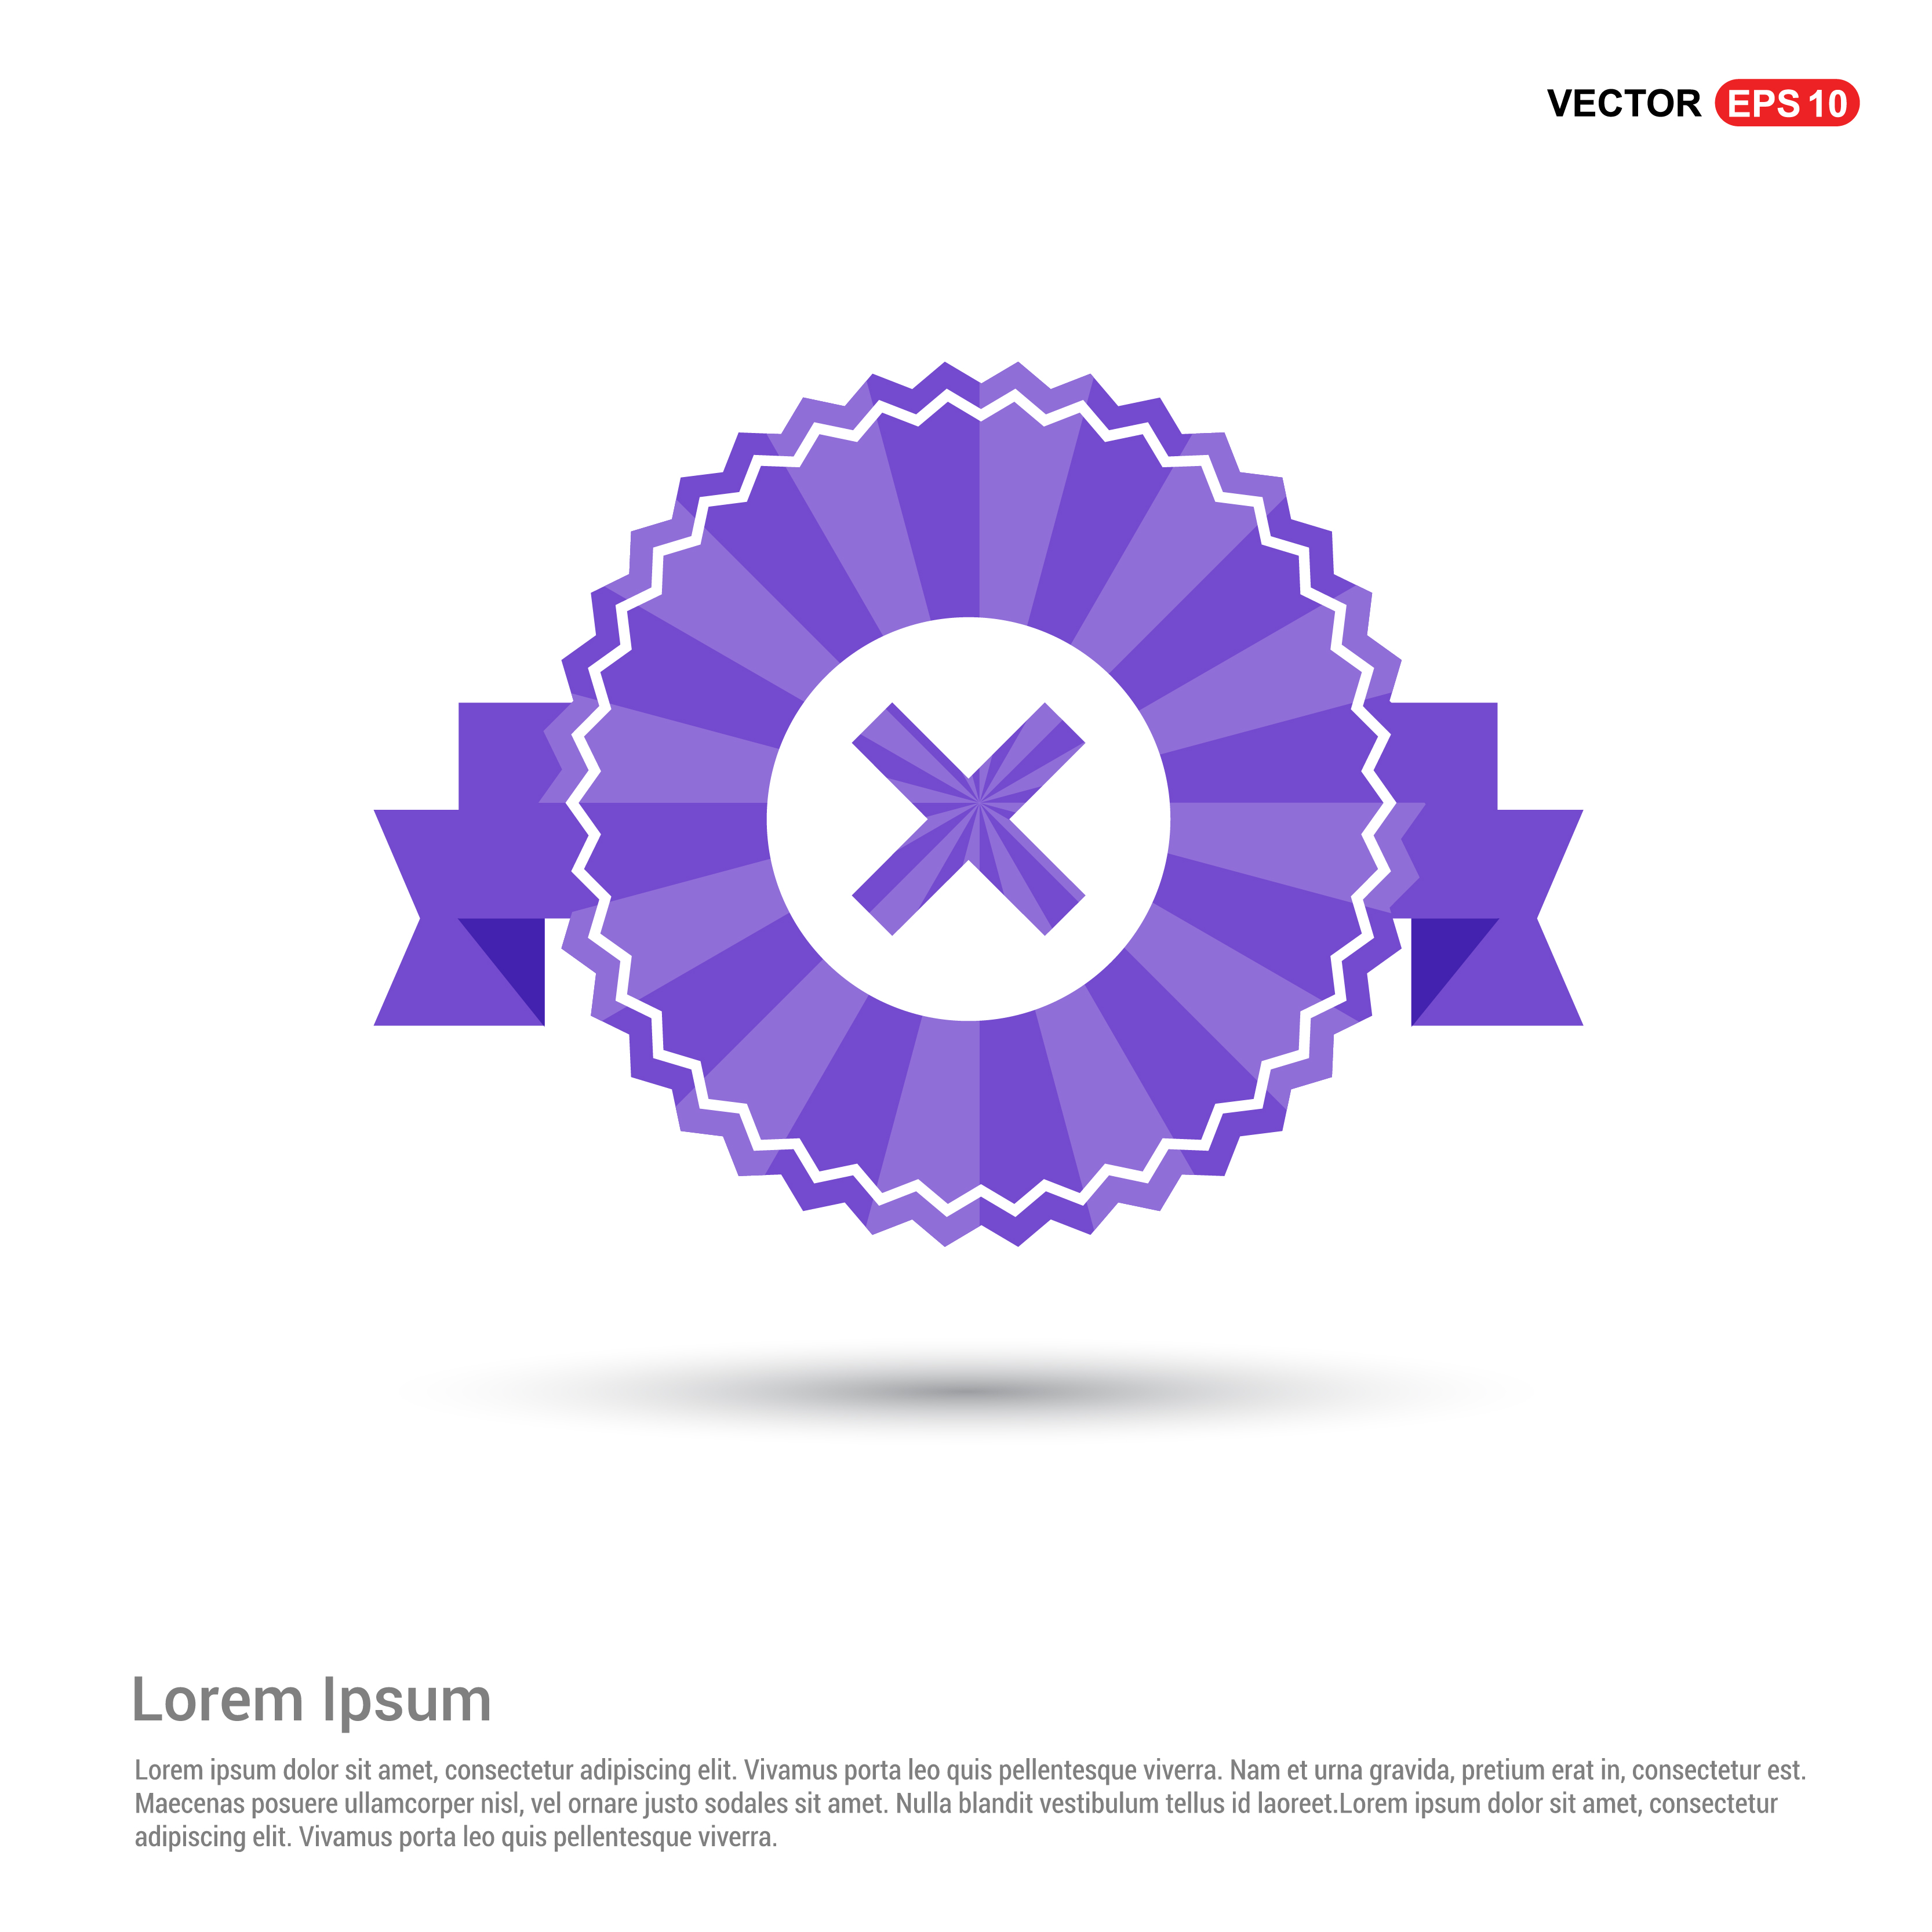 VECTOR EPS 10
Lorem Ipsum
Lorem ipsum dolor sit amet, consectetur adipiscing elit. Vivamus porta leo quis pellentesque viverra. Nam et urna gravida, pretium erat in, consectetur est.
Maecenas posuere ullamcorper nisl, vel ornare justo sodales sit amet. Nulla blandit vestibulum tellus id laoreet.Lorem ipsum dolor sit amet, consectetur
adipiscing elit. Vivamus porta leo quis pellentesque viverra.